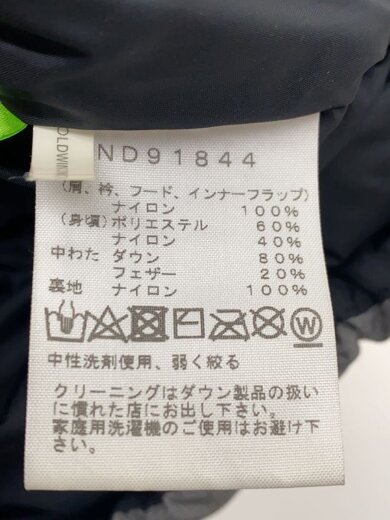 OLDWIN
ND91844
(肩、衿、フード、インナーフラップ)
ナイロン 100%
(身頃)ポリエステル 60%
ナイロン 40%
中わた ダウン 80%
フェザー 20%
裏地 ナイロン 100%
W
中性洗剤使用、弱く絞る
クリーニングはダウン製品の扱い
に慣れた店にお出し下さい。
家庭用洗濯機のご使用はお避け下
さい。